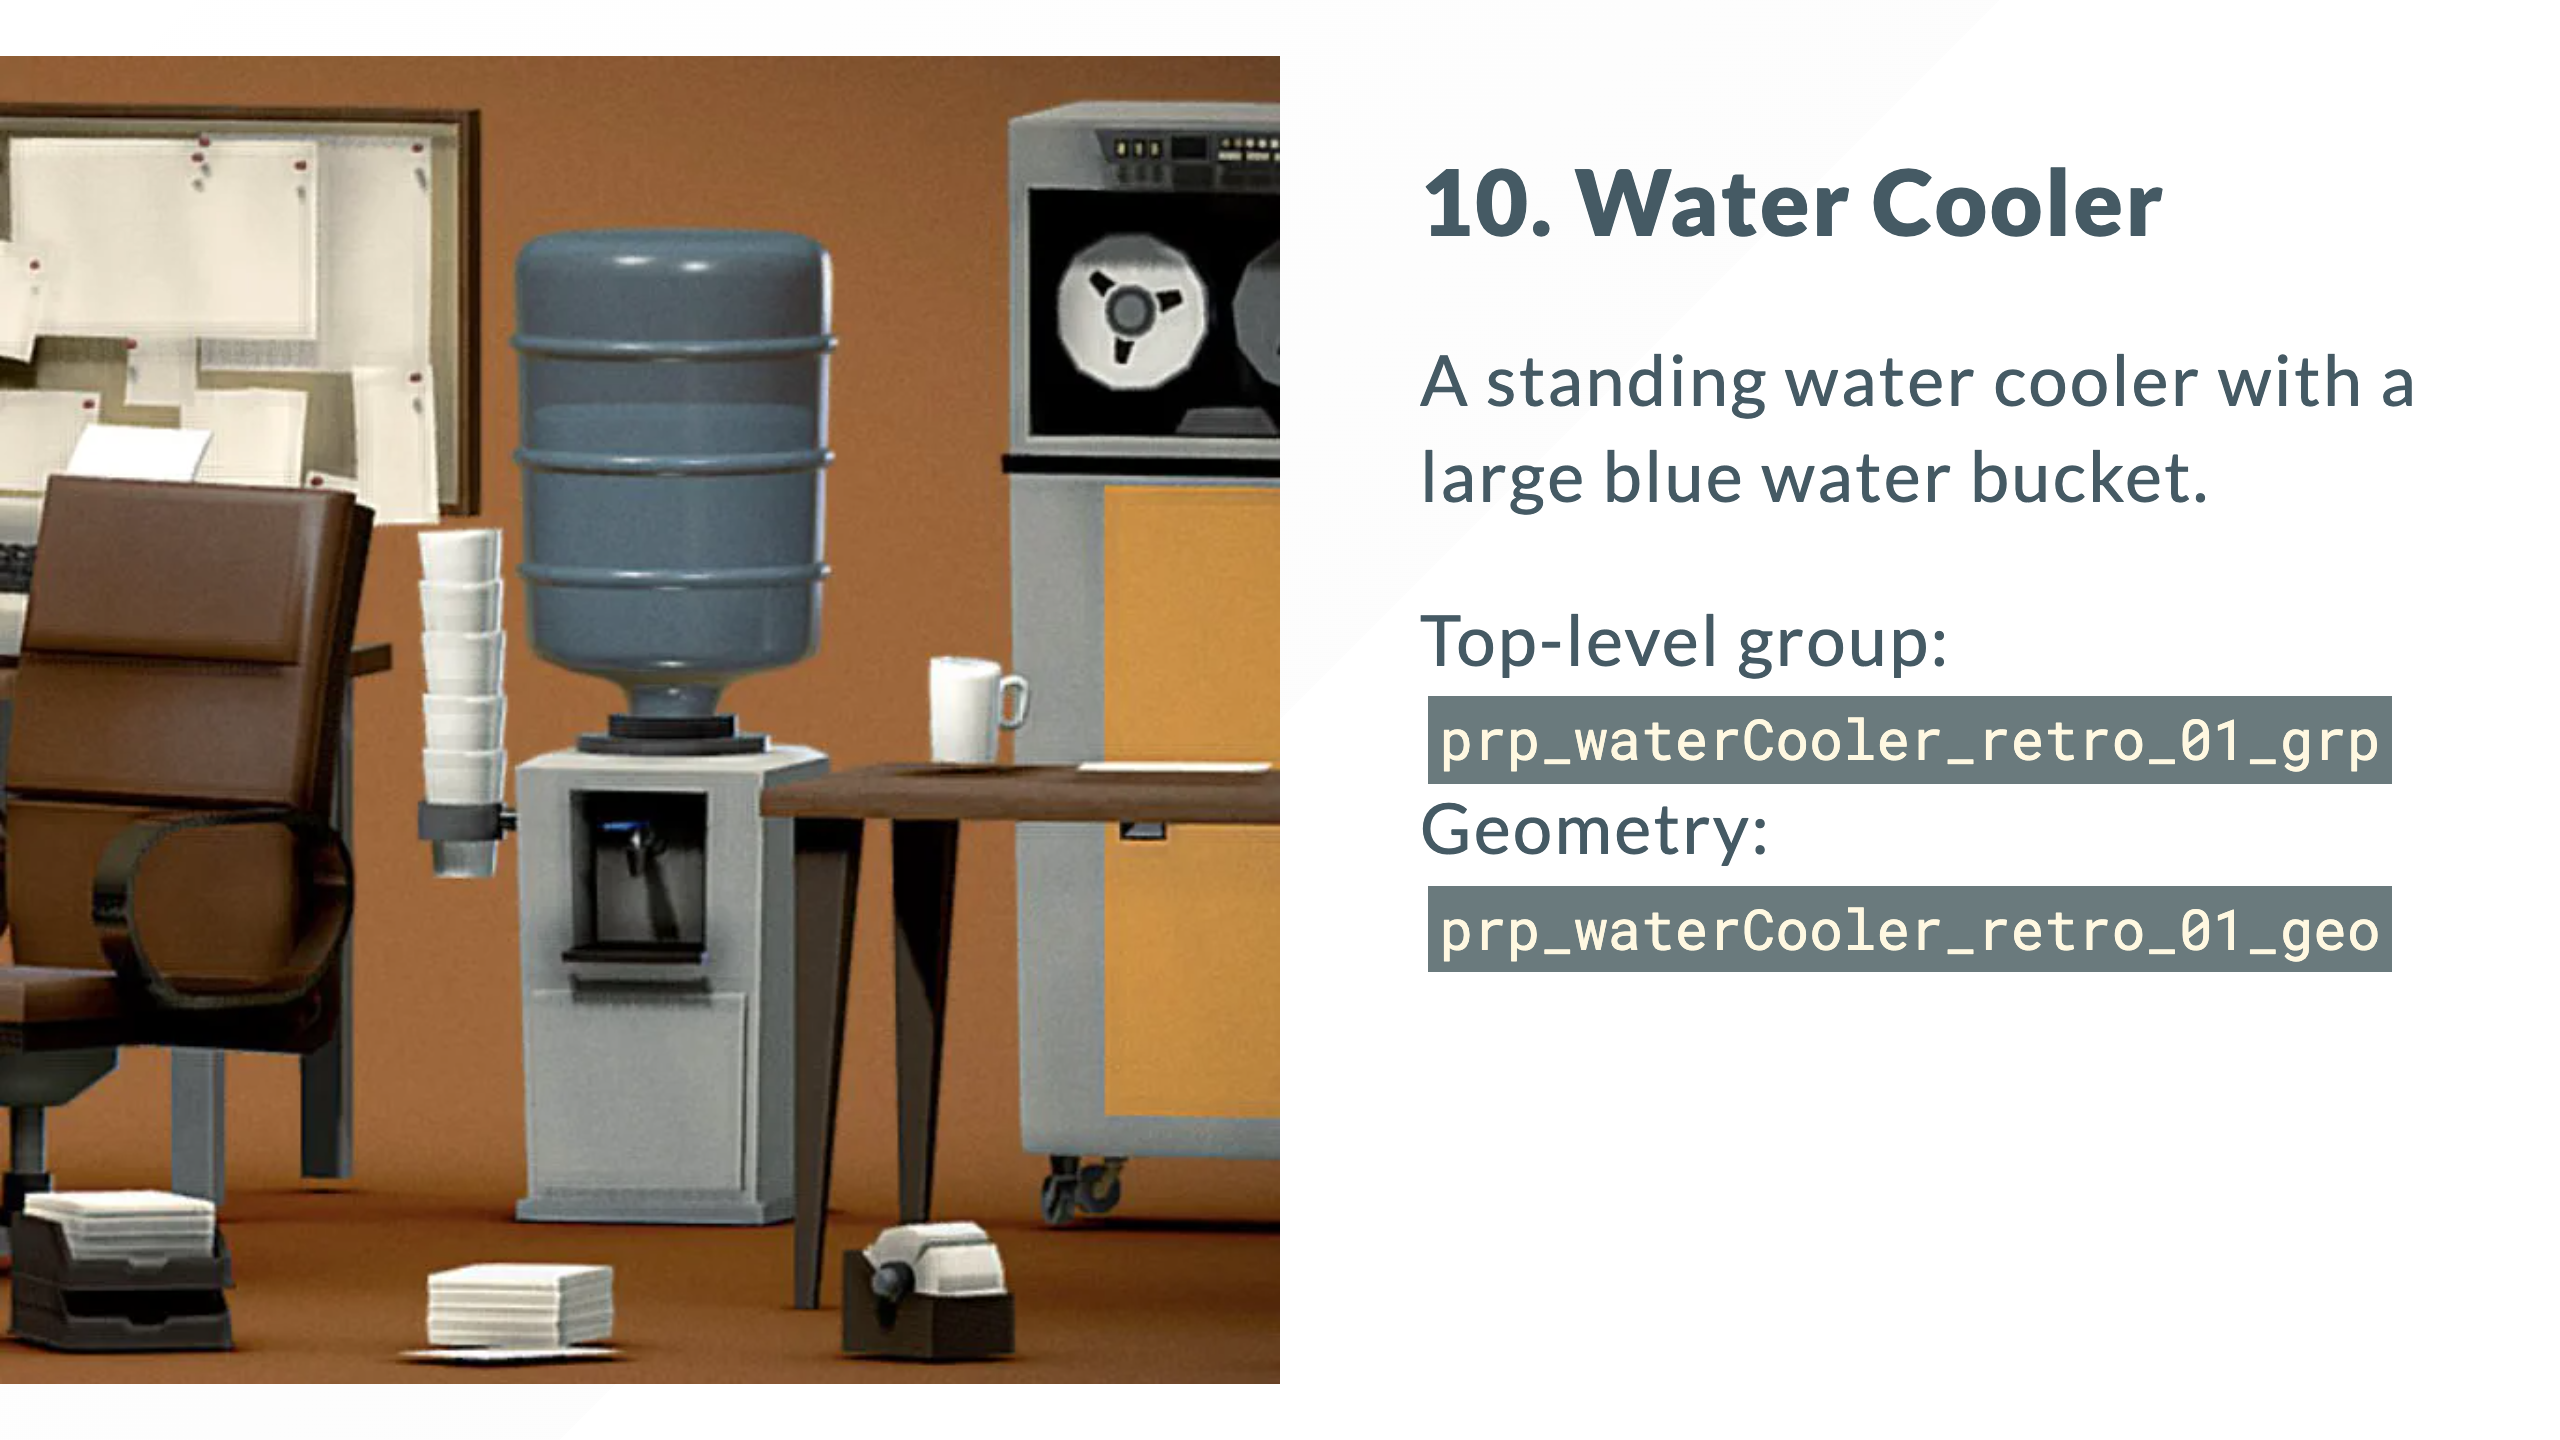 10. Water Cooler
A standing water cooler with a
large blue water bucket.
Top-level group:
prp_waterCooler_retro_01_grp
Geometry:
prp_waterCooler_retro_01_geo